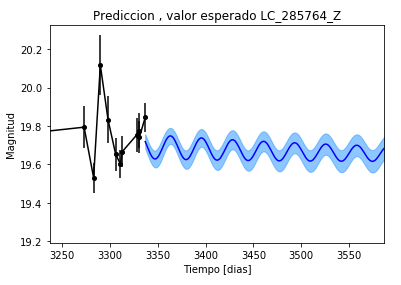 Prediccion , valor esperado LC_285764_Z
Magnitud
20.2
20.0
19.8
19.6
19.4
19.2
3250 3300 3350 3400 3450 3500 3550
Tiempo [dias]